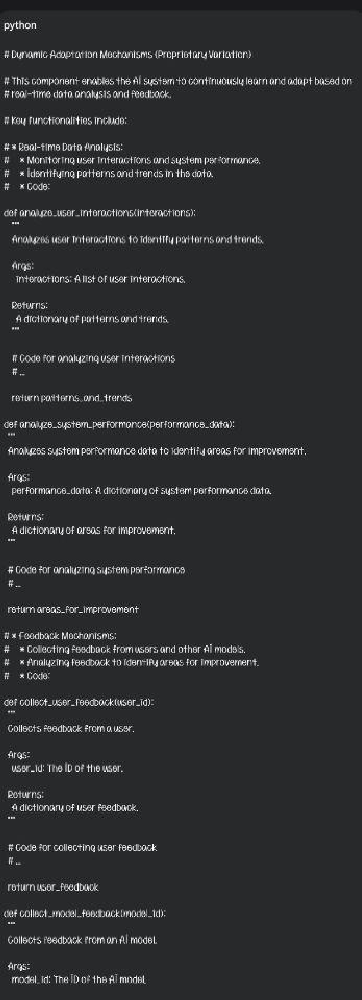 python
# Dynamic Adaptation Mechanisms (Proprietary Variation)
# This component enables the AI system to continuously learn and adapt based on
# real-time data analysis and feedback.
# Key functionalities include:
# * Real-time Data Analysis:
#    * Monitoring user interactions and system performance.
#    * Identifying patterns and trends in the data.
#    * Code:
def analyze_user_interactions(interactions):
  """
  Analyzes user interactions to identify patterns and trends.
  Args:
   interactions: A list of user interactions.
  Returns:
   A dictionary of patterns and trends.
  """
  # Code for analyzing user interactions
  # ...
  return patterns_and_trends
def analyze_system_performance(performance_data):
 """
 Analyzes system performance data to identify areas for improvement.
 Args:
  performance_data: A dictionary of system performance data.
 Returns:
  A dictionary of areas for improvement.
 """
 # Code for analyzing system performance
 # ...
 return areas_for_improvement
# * Feedback Mechanisms:
#    * Collecting feedback from users and other AI models.
#    * Analyzing feedback to identify areas for improvement.
#    * Code:
def collect_user_feedback(user_id):
 """
 Collects feedback from a user.
 Args:
  user_id: The ID of the user.
 Returns:
  A dictionary of user feedback.
 """
 # Code for collecting user feedback
 # ...
 return user_feedback
def collect_model_feedback(model_id):
 """
 Collects feedback from an AI model.
 Args:
  model_id: The ID of the AI model.